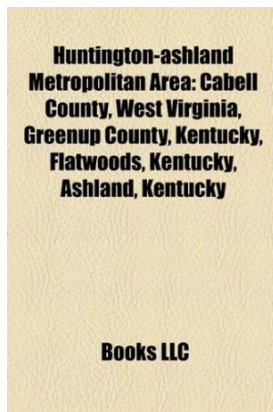 Huntington-ashland
Metropolitan Area: Cabell
County, West Virginia,
Greenup County, Kentucky,
Flatwoods, Kentucky,
Ashland, Kentucky
Books LLC